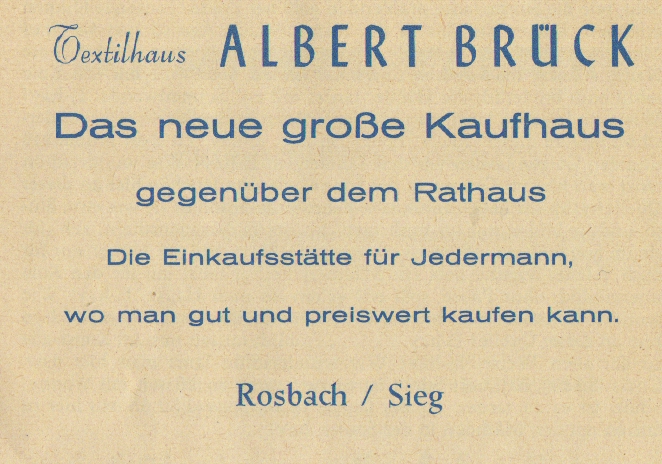 Textilhaus ALBERT BRÜCK
Das neue große Kaufhaus
gegenüber dem Rathaus
Die Einkaufsstätte für Jedermann,
wo man gut und preiswert kaufen kann.
Rosbach / Sieg